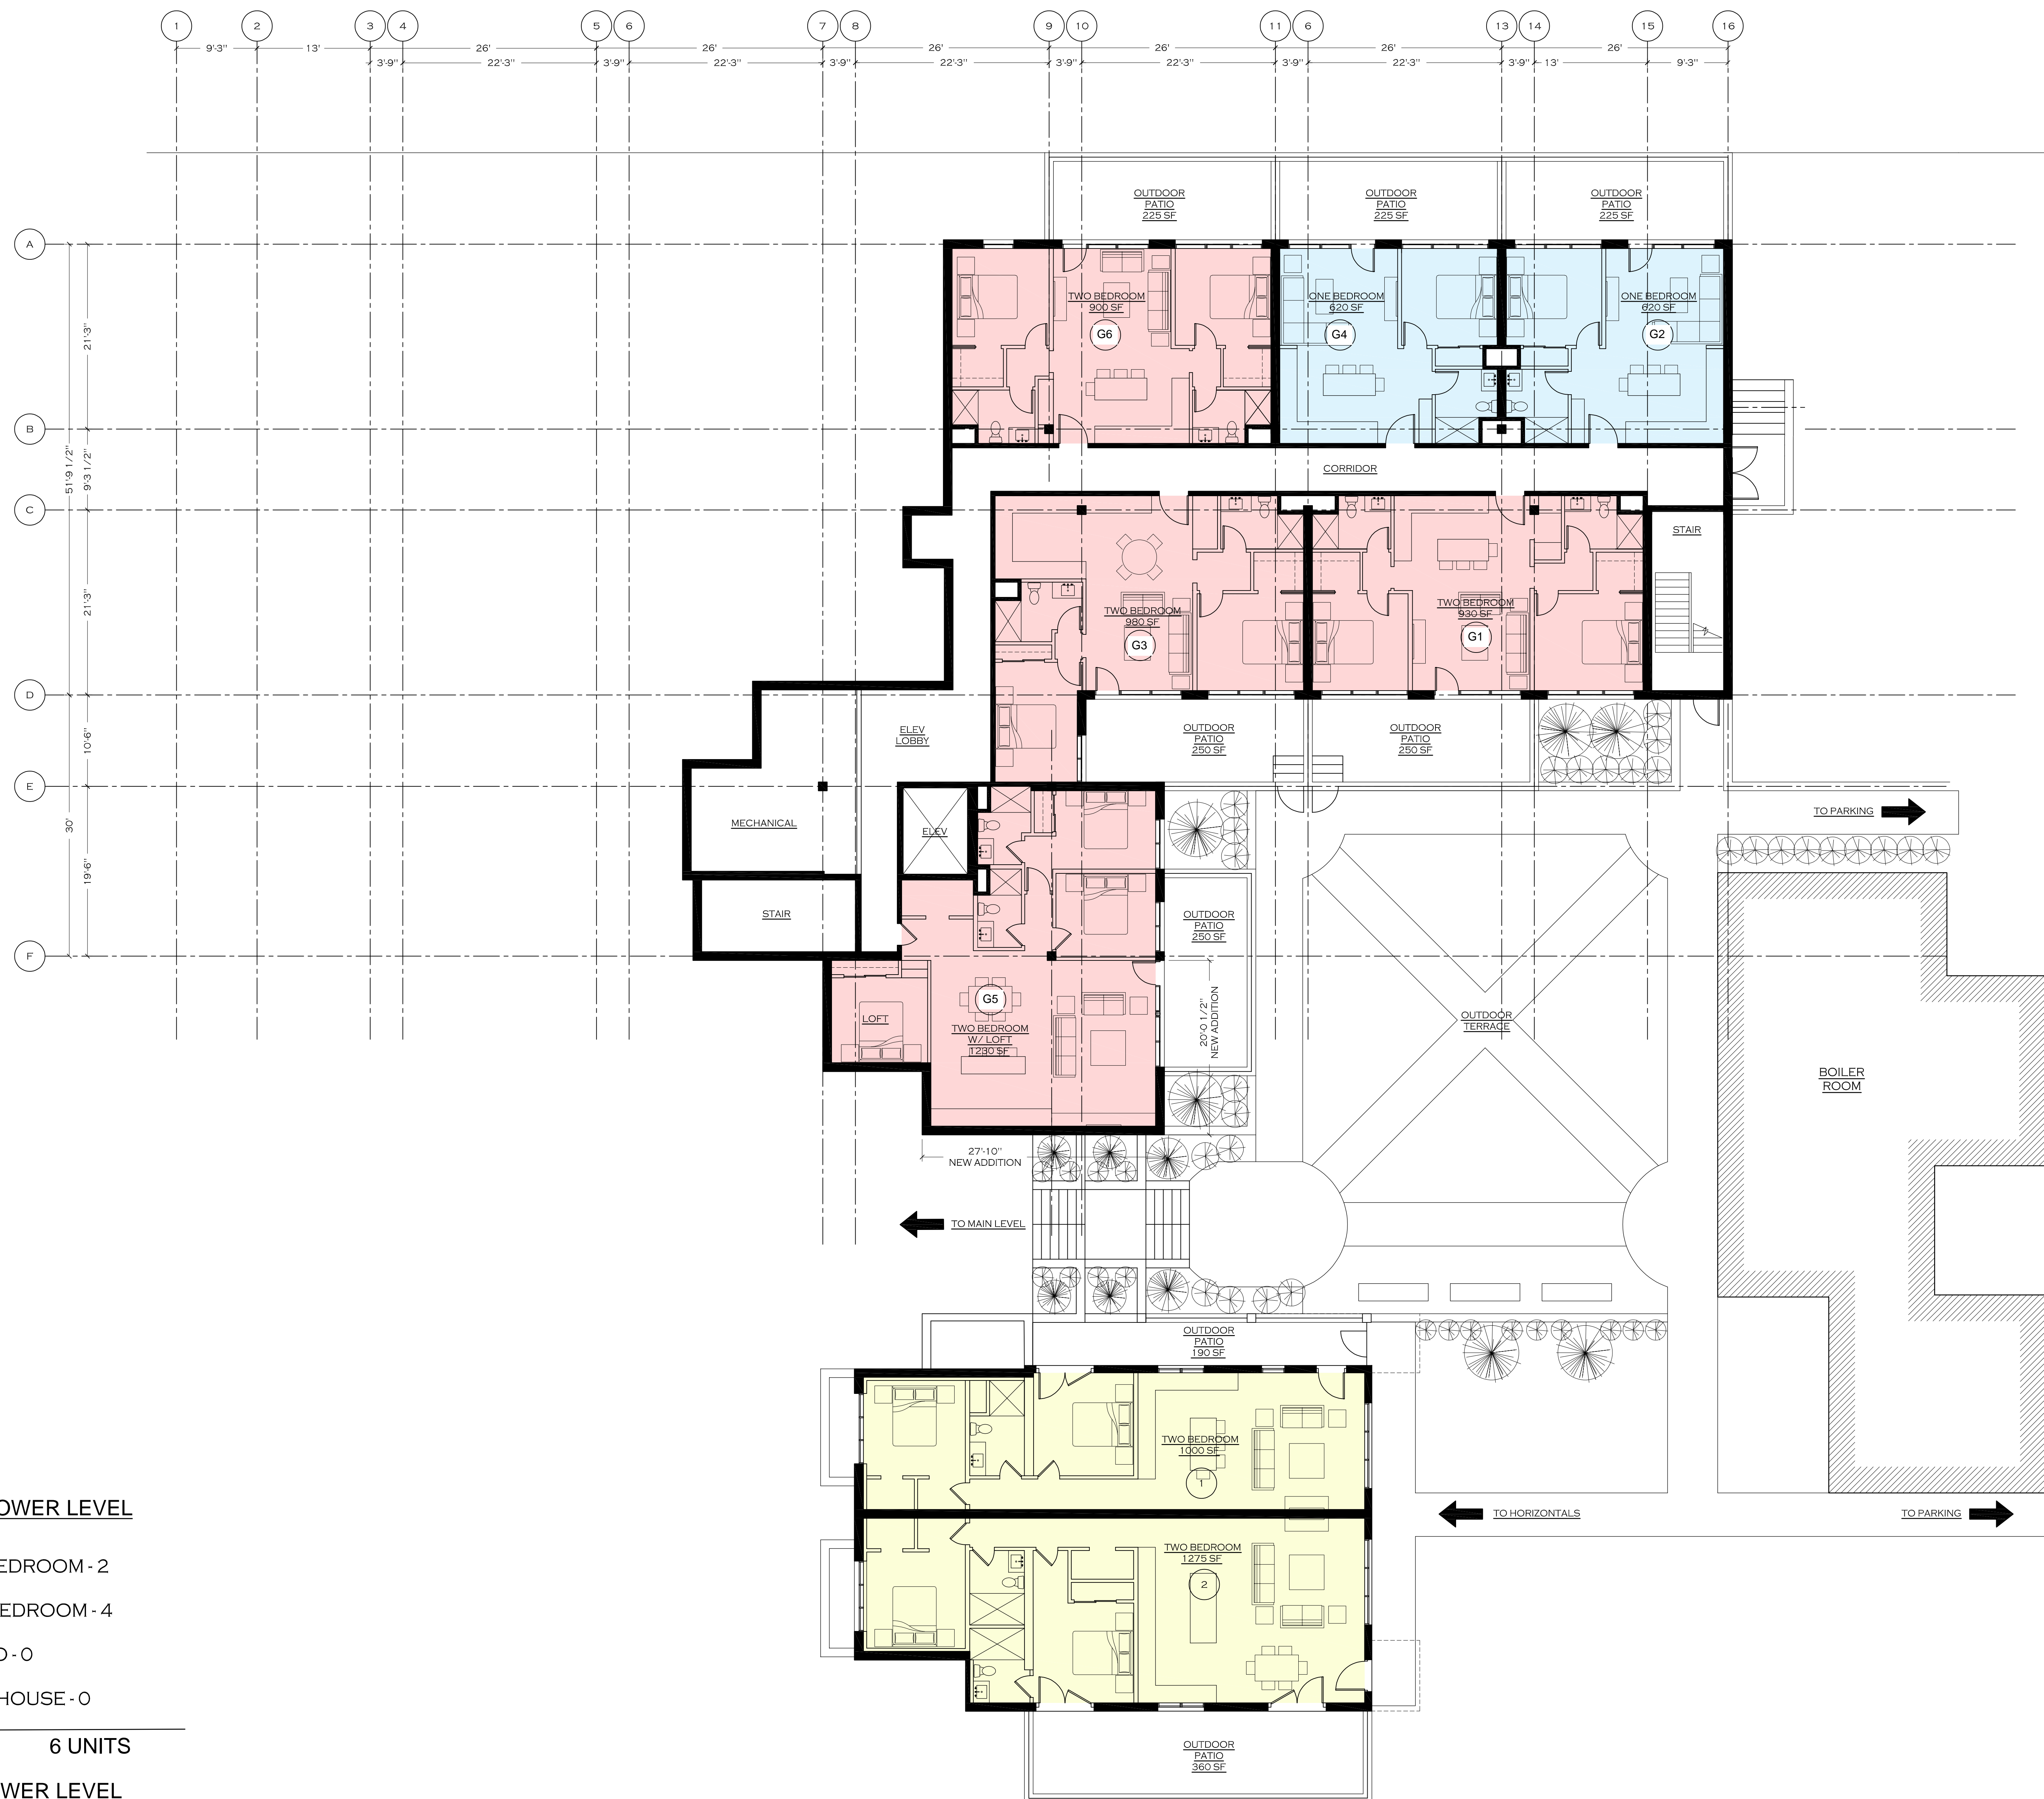 1 2 3 4 5 6 7 8 9 10 11 6 13 14 15 16
9'-3" 13' 26' 26' 26' 26' 26' 26'
3'-9" 22'-3" 3'-9" 22'-3" 3'-9" 22'-3" 3'-9" 22'-3" 3'-9" 22'-3" 3'-9" 13' 9'-3"
OUTDOOR
PATIO
225 SF
OUTDOOR
PATIO
225 SF
OUTDOOR
PATIO
225 SF
A
B
C
D
E
F
21'-3"
9'-3 1/2"
51'-9 1/2"
21'-3"
10'-6"
30'
19'-6"
TWO BEDROOM
900 SF
G6
ONE BEDROOM
620 SF
G4
ONE BEDROOM
620 SF
G2
CORRIDOR
STAIR
TWO BEDROOM
980 SF
G3
TWO BEDROOM
930 SF
G1
ELEV
LOBBY
OUTDOOR
PATIO
250 SF
OUTDOOR
PATIO
250 SF
MECHANICAL
ELEV
TO PARKING
STAIR
OUTDOOR
PATIO
250 SF
LOFT
G5
TWO BEDROOM
W/ LOFT
1230 SF
20'-0 1/2"
NEW ADDITION
OUTDOOR
TERRACE
BOILER
ROOM
27'-10"
NEW ADDITION
TO MAIN LEVEL
OUTDOOR
PATIO
190 SF
TWO BEDROOM
1000 SF
1
TO HORIZONTALS
TO PARKING
TWO BEDROOM
1275 SF
2
OUTDOOR
PATIO
360 SF
OWER LEVEL
EDROOM - 2
EDROOM - 4
O - 0
HOUSE - 0
6 UNITS
WER LEVEL